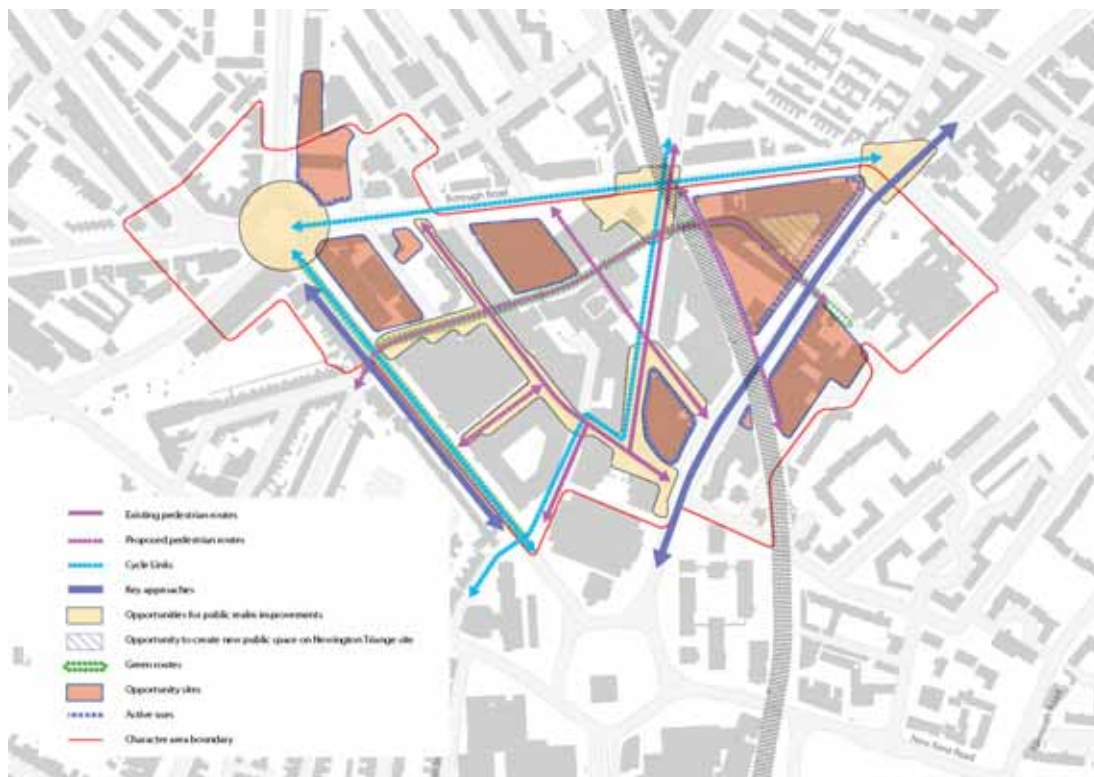 Borough Road
Causeway
Existing pedestrian routes
Proposed pedestrian routes
Cycle Links
Key approaches
Opportunities for public realm improvements
Opportunity to create new public space on Newington Triange site
Green routes
Opportunity sites
Active uses
Character area boundary
New Kent Road